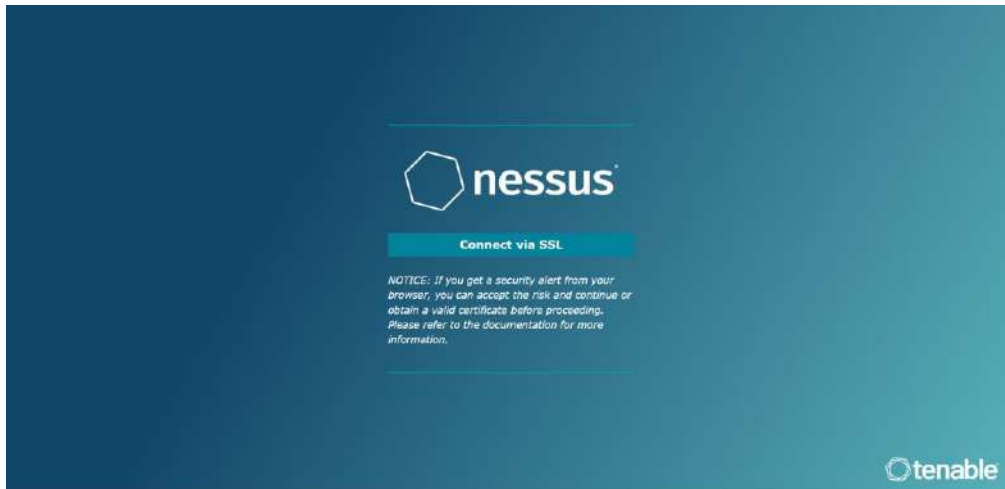 nessus
Connect via SSL
NOTICE: If you get a security alert from your
browser, you can accept the risk and continue or
obtain a valid certificate before proceeding.
Please refer to the documentation for more
information.
tenable